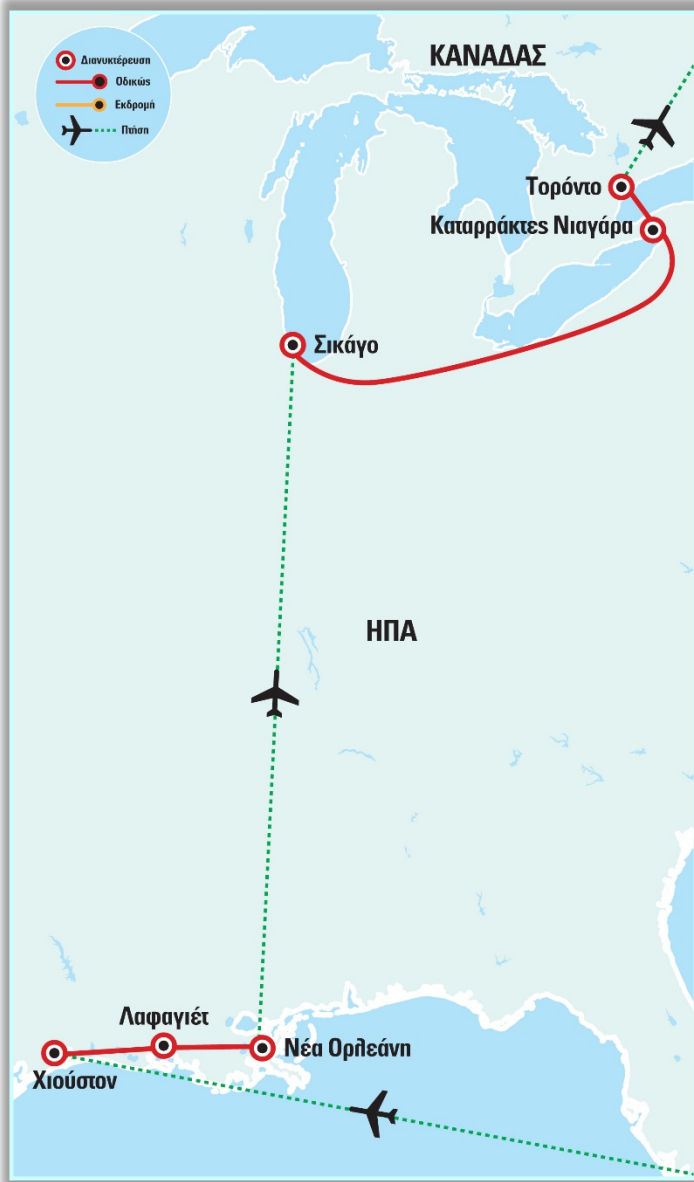 Διανυκτέρευση
Οδικώς
Εκδρομή
Πτήση
ΚΑΝΑΔΑΣ
Τορόντο
Καταρράκτες Νιαγάρα
Σικάγο
ΗΠΑ
Λαφαγιέτ
Νέα Ορλεάνη
Χιούστον